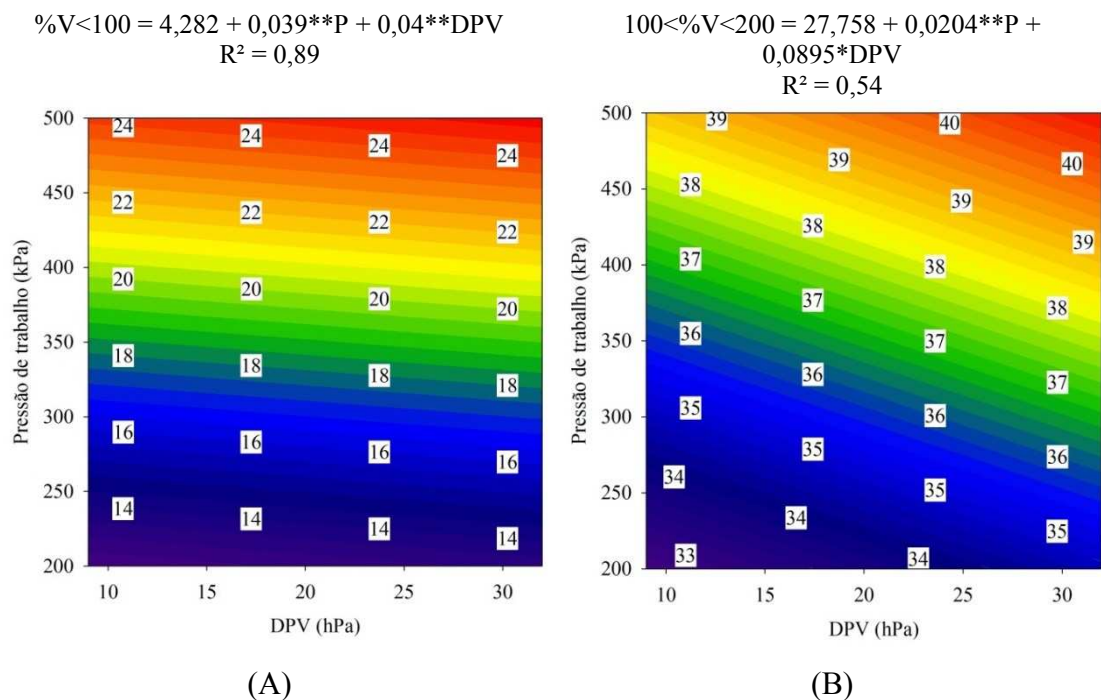 %V<100 = 4,282 + 0,039**P + 0,04**DPV
R² = 0,89
100<%V<200 = 27,758 + 0,0204**P +
0,0895*DPV
R² = 0,54
500
450
400
350
300
250
200
Pressão de trabalho (kPa)
24 24 24 24
22 22 22 22
20 20 20 20
18 18 18 18
16 16 16 16
14 14 14 14
10 15 20 25 30
DPV (hPa)
(A)
500
450
400
350
300
250
200
Pressão de trabalho (kPa)
39 40
39 40
38 39
38 39
37 38
37 38
36 37
36 37
35 36
35 36
34 35
34 35
33 34
10 15 20 25 30
DPV (hPa)
(B)